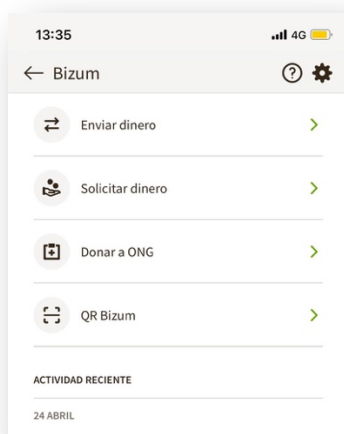 13:35 4G
Bizum
Enviar dinero
Solicitar dinero
Donar a ONG
QR Bizum
ACTIVIDAD RECIENTE
24 ABRIL